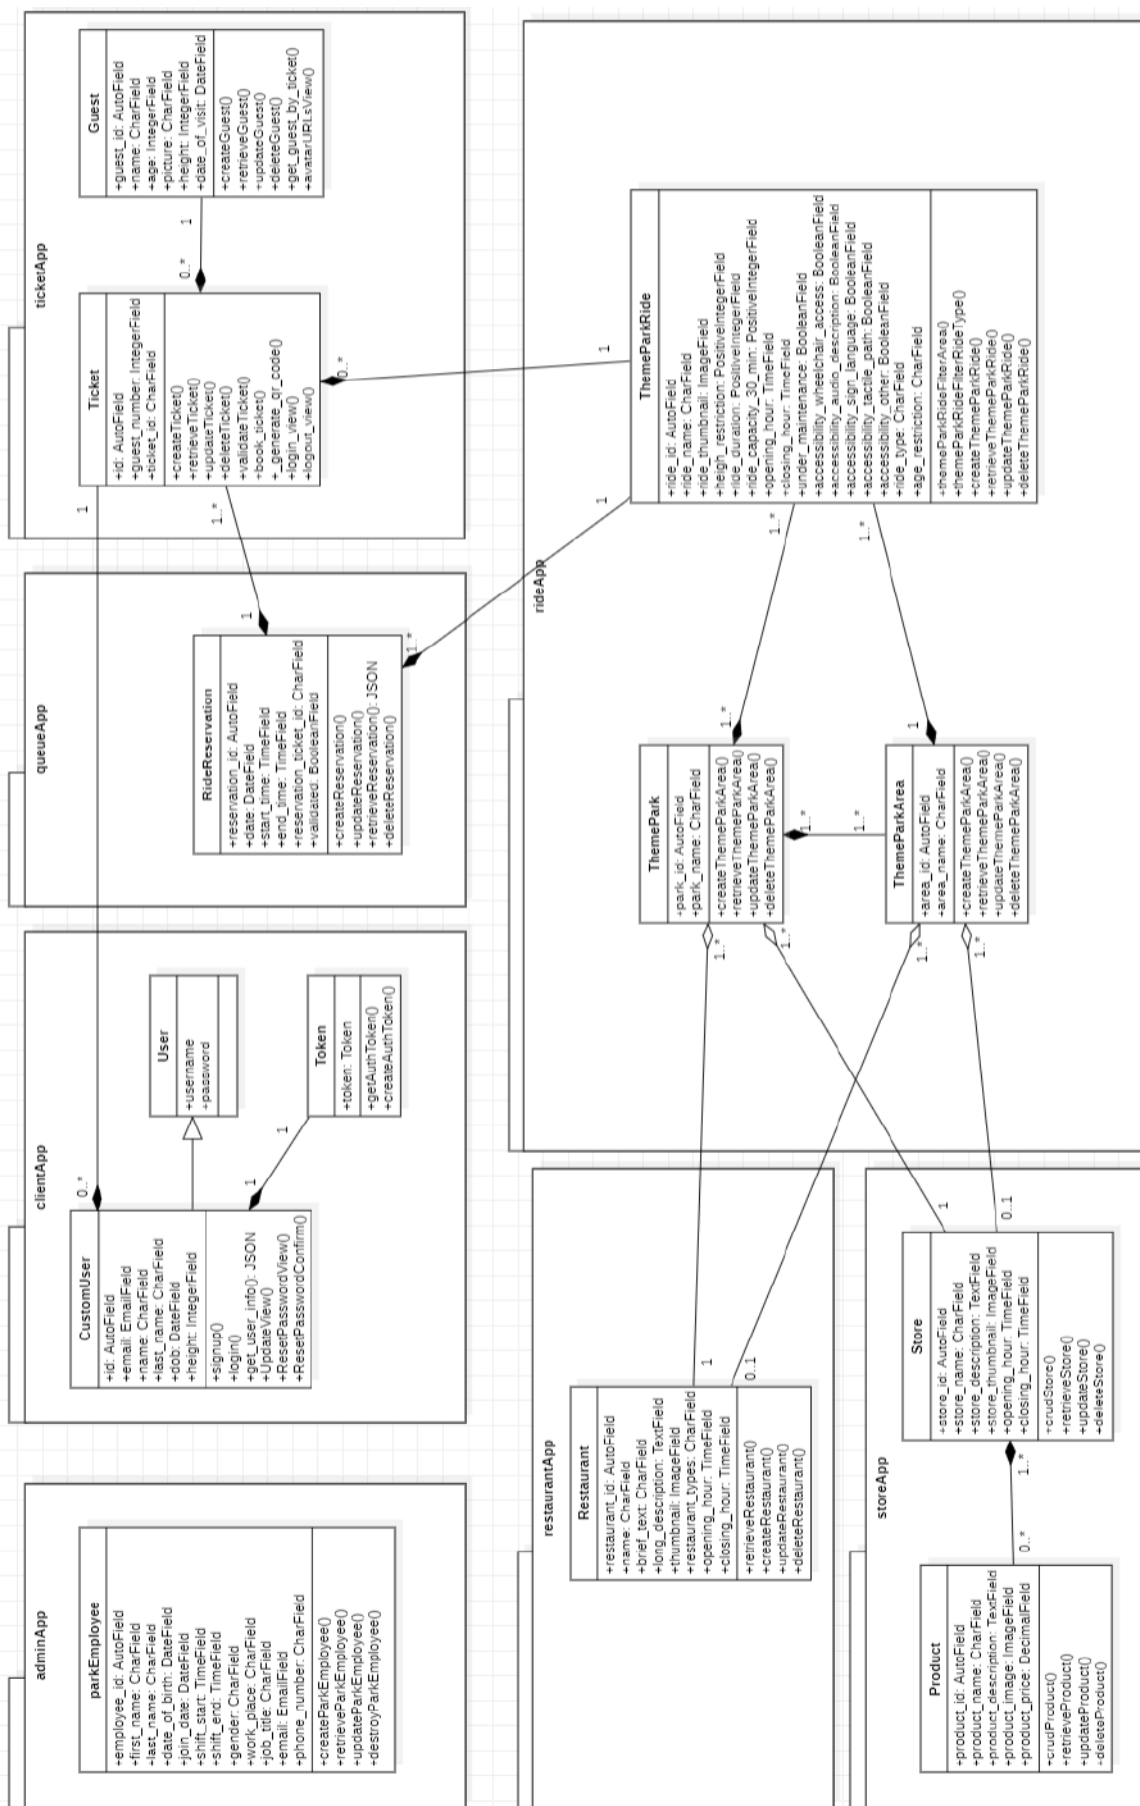 adminApp
parkEmployee
+employee_id: AutoField
+first_name: CharField
+last_name: CharField
+date_of_birth: DateField
+join_date: DateField
+shift_start: TimeField
+shift_end: TimeField
+gender: CharField
+work_place: CharField
+job_title: CharField
+email: EmailField
+phone_number: CharField
+createParkEmployee()
+retrieveParkEmployee()
+updateParkEmployee()
+destroyParkEmployee()
clientApp
CustomUser
+id: AutoField
+email: EmailField
+name: CharField
+last_name: CharField
+dob: DateField
+height: IntegerField
+signup()
+login()
+get_user_info(): JSON
+UpdateView()
+ResetPasswordView()
+ResetPasswordConfirm()
0..*
1
1
User
+username
+password
Token
+token: Token
+getAuthToken()
+createAuthToken()
queueApp
RideReservation
+reservation_id: AutoField
+date: DateField
+start_time: TimeField
+end_time: TimeField
+reservation_ticket_id: CharField
+validated: BooleanField
+createReservation()
+updateReservation()
+retrieveReservation(): JSON
+deleteReservation()
1
1..*
ticketApp
Ticket
+id: AutoField
+guest_number: IntegerField
+ticket_id: CharField
+createTicket()
+retrieveTicket()
+updateTicket()
+deleteTicket()
+validateTicket()
+book_ticket()
+_generate_qr_code()
+login_view()
+logout_view()
1
1..*
0..*
0..*
1
Guest
+guest_id: AutoField
+name: CharField
+age: IntegerField
+picture: CharField
+height: IntegerField
+date_of_visit: DateField
+createGuest()
+retrieveGuest()
+updateGuest()
+deleteGuest()
+get_guest_by_ticket()
+avatarURLsView()
restaurantApp
Restaurant
+restaurant_id: AutoField
+name: CharField
+brief_text: CharField
+long_description: TextField
+thumbnail: ImageField
+restaurant_types: CharField
+opening_hour: TimeField
+closing_hour: TimeField
+retrieveRestaurant()
+createRestaurant()
+updateRestaurant()
+deleteRestaurant()
1
0..1
storeApp
Product
+product_id: AutoField
+product_name: CharField
+product_description: TextField
+product_image: ImageField
+product_price: DecimalField
+crudProduct()
+retrieveProduct()
+updateProduct()
+deleteProduct()
0..*
1..*
Store
+store_id: AutoField
+store_name: CharField
+store_description: TextField
+store_thumbnail: ImageField
+opening_hour: TimeField
+closing_hour: TimeField
+crudStore()
+retrieveStore()
+updateStore()
+deleteStore()
1
0..1
rideApp
ThemePark
+park_id: AutoField
+park_name: CharField
+createThemeParkArea()
+retrieveThemeParkArea()
+updateThemeParkArea()
+deleteThemeParkArea()
1..*
1..*
1..*
1..*
1..*
ThemeParkArea
+area_id: AutoField
+area_name: CharField
+createThemeParkArea()
+retrieveThemeParkArea()
+updateThemeParkArea()
+deleteThemeParkArea()
1..*
1..*
1
ThemeParkRide
+ride_id: AutoField
+ride_name: CharField
+ride_thumbnail: ImageField
+heigh_restriction: PositiveIntegerField
+ride_duration: PositiveIntegerField
+ride_capacity_30_min: PositiveIntegerField
+opening_hour: TimeField
+closing_hour: TimeField
+under_maintenance: BooleanField
+accessibility_wheelchair_access: BooleanField
+accessibility_audio_description: BooleanField
+accessibility_sign_language: BooleanField
+accessibility_tactile_path: BooleanField
+accessibility_other: BooleanField
+ride_type: CharField
+age_restriction: CharField
+themeParkRideFilterArea()
+themeParkRideFilterRideType()
+createThemeParkRide()
+retrieveThemeParkRide()
+updateThemeParkRide()
+deleteThemeParkRide()
1..*
1..*
1
1
1..*